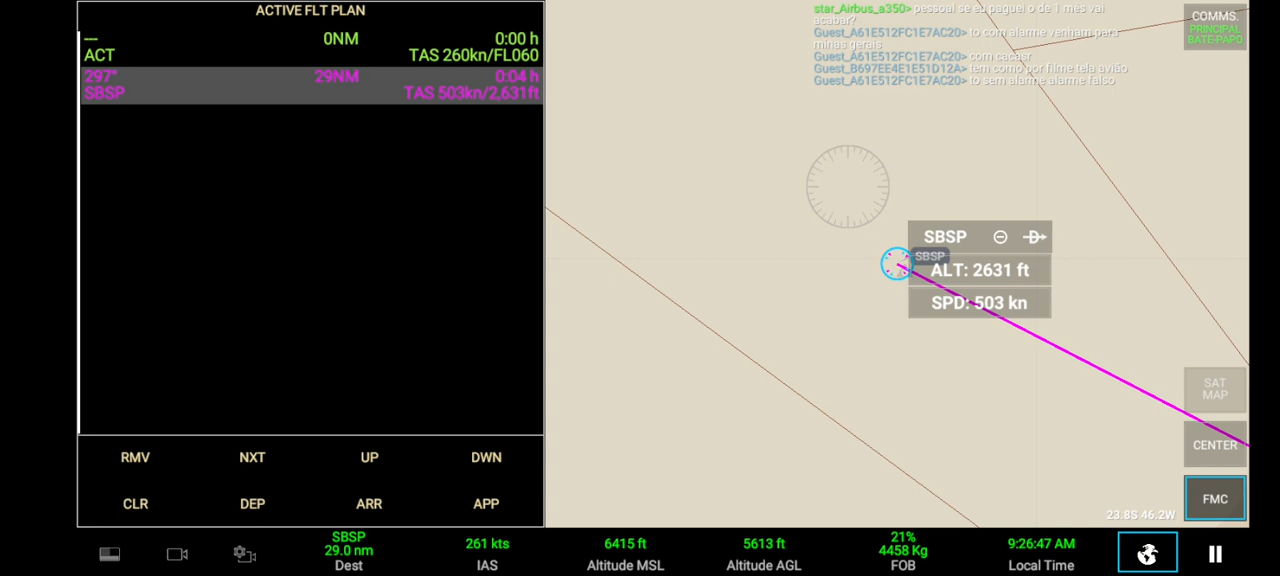 ACTIVE FLT PLAN
--- 0NM 0:00 h
ACT TAS 260kn/FL060
297° 29NM 0:04 h
SBSP TAS 503kn/2,631ft
RMV NXT UP DWN
CLR DEP ARR APP
star_Airbus_a350> pessoal se eu paguei o de 1 mês vai
acabar?
Guest_A61E512FC1E7AC20> to com alarme venham para
minas gerais
Guest_A61E512FC1E7AC20> com cacasr
Guest_B697EE4E1E51D12A> tem como por filme tela avião
Guest_A61E512FC1E7AC20> to sem alarme alarme falso
COMMS.
PRINCIPAL
BATE-PAPO
SBSP
SBSP
ALT: 2631 ft
SPD: 503 kn
SAT
MAP
CENTER
FMC
23.8S 46.2W
SBSP
29.0 nm
Dest
261 kts
IAS
6415 ft
Altitude MSL
5613 ft
Altitude AGL
21%
4458 Kg
FOB
9:26:47 AM
Local Time